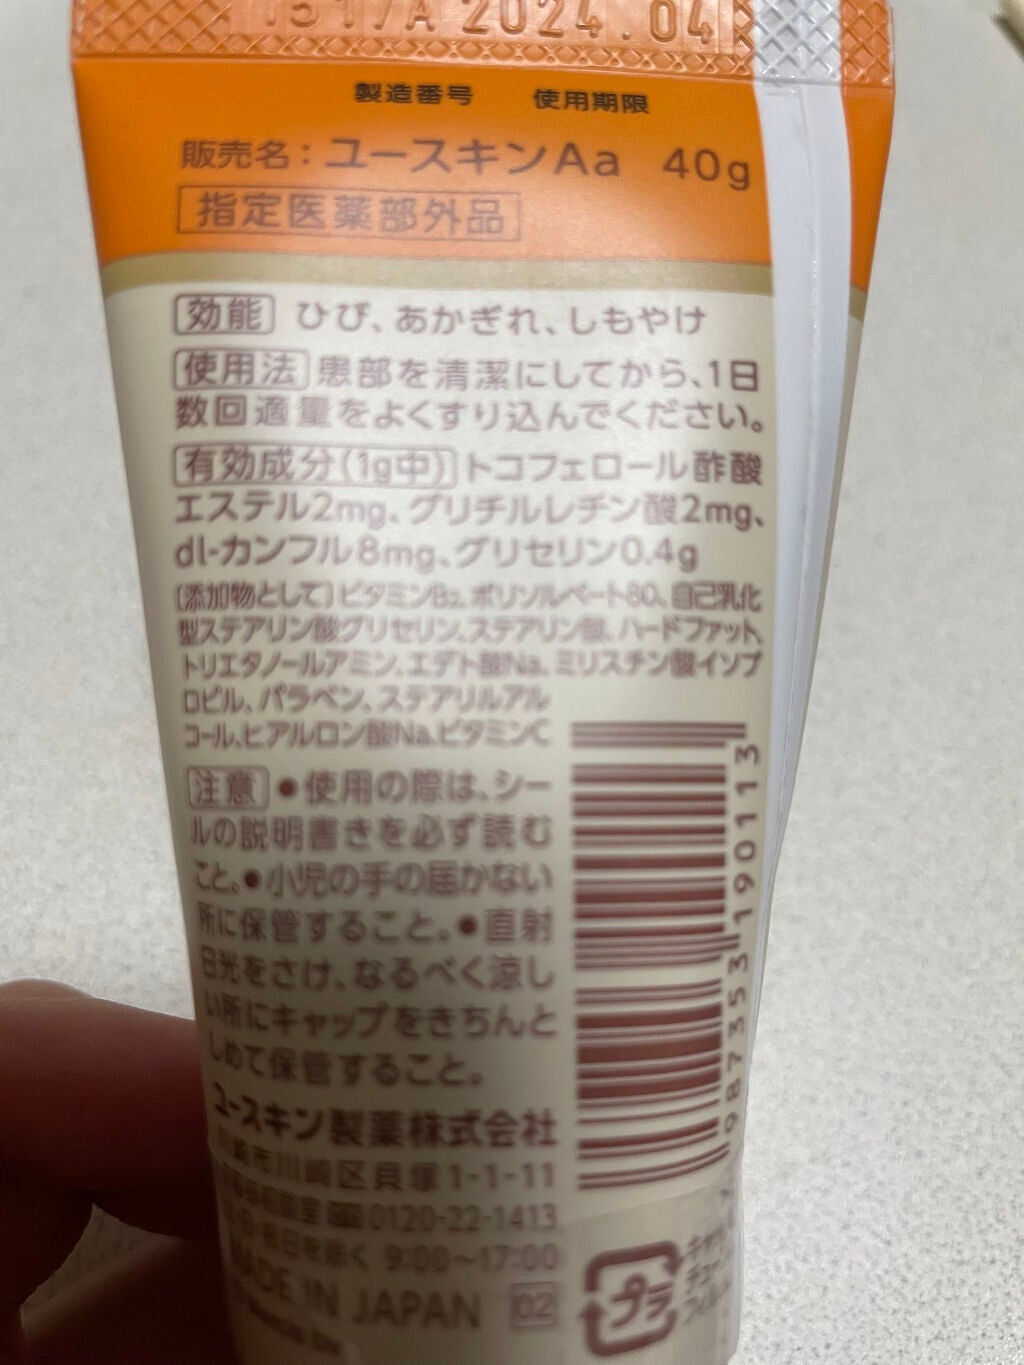 1517A 2024.04
製造番号 使用期限
販売名：ユースキンAa 40g
指定医薬部外品
効能 ひび、あかぎれ、しもやけ
使用法 患部を清潔にしてから、1日
数回適量をよくすり込んでください。
有効成分(1g中) トコフェロール酢酸
エステル2mg、グリチルレチン酸2mg、
dl-カンフル8mg、グリセリン0.4g
〔添加物として〕ビタミンB2、ポリソルベート80、自己乳化
型ステアリン酸グリセリン、ステアリン酸、ハードファット、
トリエタノールアミン、エデト酸Na、ミリスチン酸イソプ
ロピル、パラベン、ステアリルアル
コール、ヒアルロン酸Na、ビタミンC
注意 ●使用の際は、シー
ルの説明書きを必ず読む
こと。●小児の手の届かない
所に保管すること。●直射
日光をさけ、なるべく涼し
い所にキャップをきちんと
しめて保管すること。
ユースキン製薬株式会社
川崎市川崎区貝塚1-1-11
相談室 0120-22-1413
日・祝日を除く 9:00～17:00
MADE IN JAPAN 02
4987353190113
プラ